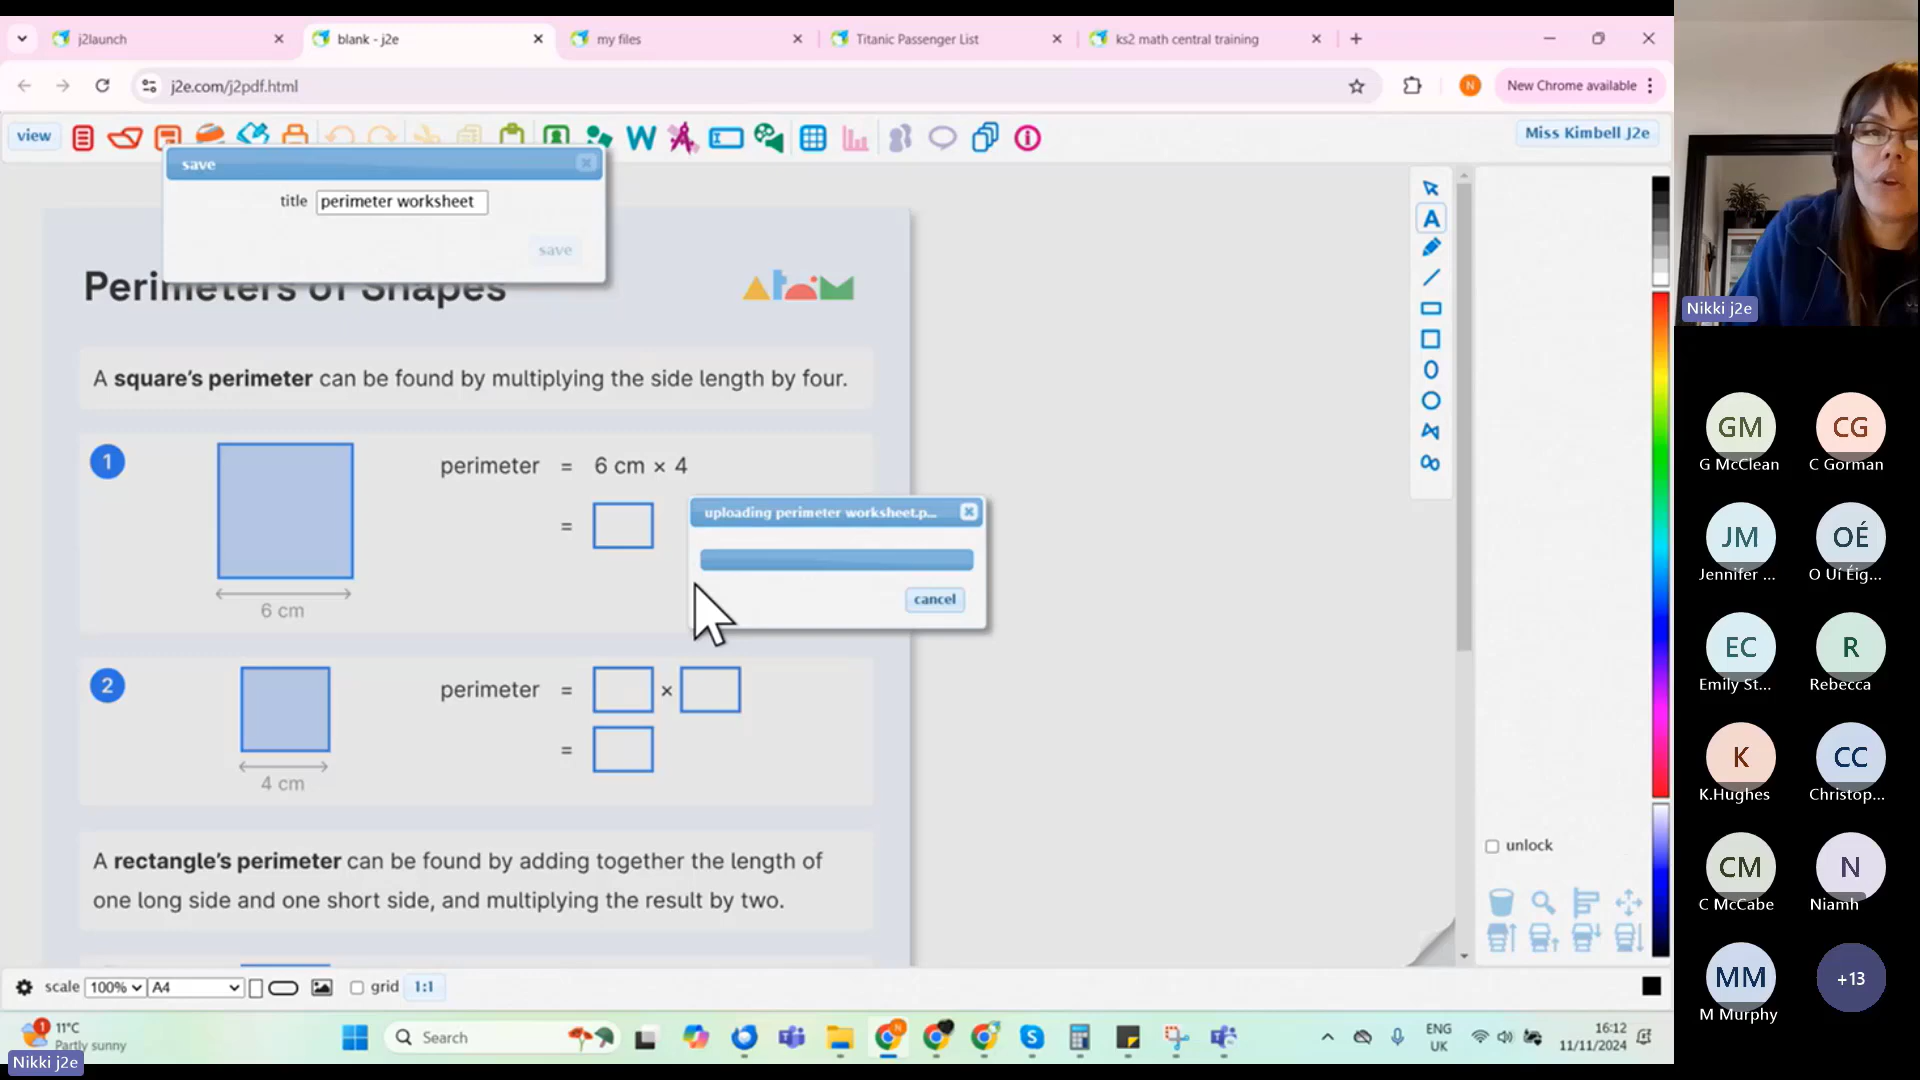 j2launch
blank - j2e
my files
Titanic Passenger List
ks2 math central training
j2e.com/j2pdf.html
N
New Chrome available
view
W
Miss Kimbell J2e
save
title perimeter worksheet
save
Perimeters of Shapes
A square's perimeter can be found by multiplying the side length by four.
1
perimeter = 6 cm × 4
=
6 cm
uploading perimeter worksheet.p...
cancel
2
perimeter = ×
=
4 cm
A rectangle's perimeter can be found by adding together the length of
one long side and one short side, and multiplying the result by two.
A
unlock
scale 100% A4 grid 1:1
1
11°C
Partly sunny
Search
ENG
UK
16:12
11/11/2024
Nikki j2e
Nikki j2e
GM
G McClean
CG
C Gorman
JM
Jennifer ...
OÉ
O Uí Éig...
EC
Emily St...
R
Rebecca
K
K.Hughes
CC
Christop...
CM
C McCabe
N
Niamh
MM
M Murphy
+13